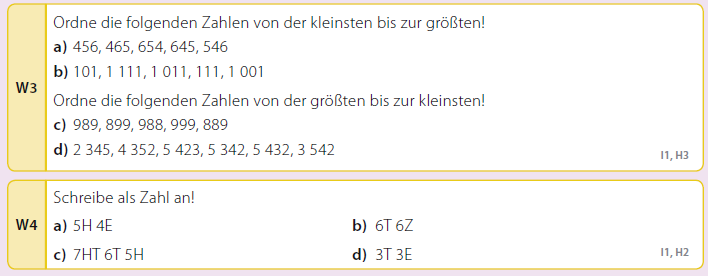 W3
Ordne die folgenden Zahlen von der kleinsten bis zur größten!
a) 456, 465, 654, 645, 546
b) 101, 1 111, 1 011, 111, 1 001
Ordne die folgenden Zahlen von der größten bis zur kleinsten!
c) 989, 899, 988, 999, 889
d) 2 345, 4 352, 5 423, 5 342, 5 432, 3 542
I1, H3
W4
Schreibe als Zahl an!
a) 5H 4E b) 6T 6Z
c) 7HT 6T 5H d) 3T 3E
I1, H2